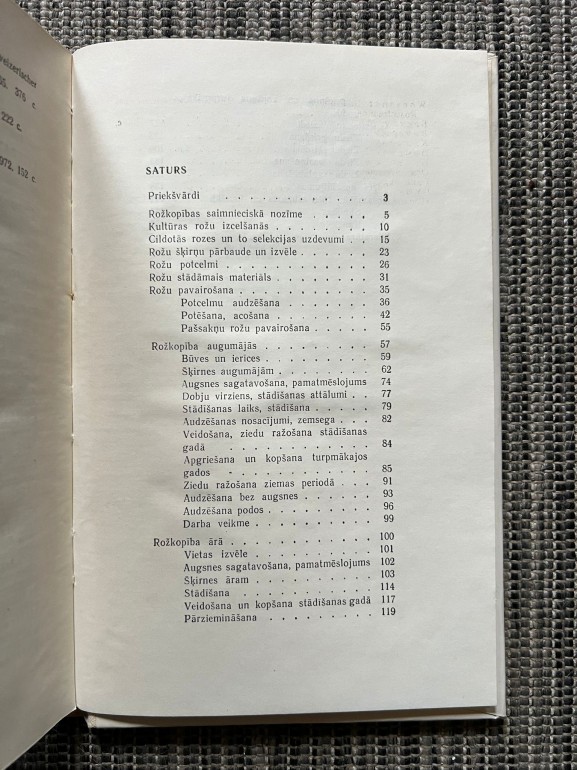 weizerischer
376 c.
222 c.
972. 152 c.
SATURS
Priekšvārdi . . . . . . . . . . . . 3
Rožkopības saimnieciskā nozīme . . . . . 5
Kultūras rožu izcelšanās . . . . . . . . 10
Cildotās rozes un to selekcijas uzdevumi . . 15
Rožu šķirņu pārbaude un izvēle . . . . . 23
Rožu potcelmi . . . . . . . . . . . 26
Rožu stādāmais materiāls . . . . . . . 31
Rožu pavairošana . . . . . . . . . . 35
Potcelmu audzēšana . . . . . . . 36
Potēšana, acošana . . . . . . . . 42
Pašsakņu rožu pavairošana . . . . . 55
Rožkopība augumājās . . . . . . . . 57
Būves un ierīces . . . . . . . . 59
Šķirnes augumājām . . . . . . . . 62
Augsnes sagatavošana, pamatmēslojums 74
Dobju virziens, stādīšanas attālumi . . 77
Stādīšanas laiks, stādīšana . . . . . 79
Audzēšanas nosacījumi, zemsega . . . 82
Veidošana, ziedu ražošana stādīšanas
gadā . . . . . . . . . . . . 84
Apgriešana un kopšana turpmākajos
gados . . . . . . . . . . . . 85
Ziedu ražošana ziemas periodā . . . 91
Audzēšana bez augsnes . . . . . . 93
Audzēšana podos . . . . . . . . 96
Darba veikme . . . . . . . . . . 99
Rožkopība ārā . . . . . . . . . . . 100
Vietas izvēle . . . . . . . . . . 101
Augsnes sagatavošana, pamatmēslojums 102
Šķirnes āram . . . . . . . . . . 103
Stādīšana . . . . . . . . . . . 114
Veidošana un kopšana stādīšanas gadā 117
Pārziemināšana . . . . . . . . . 119